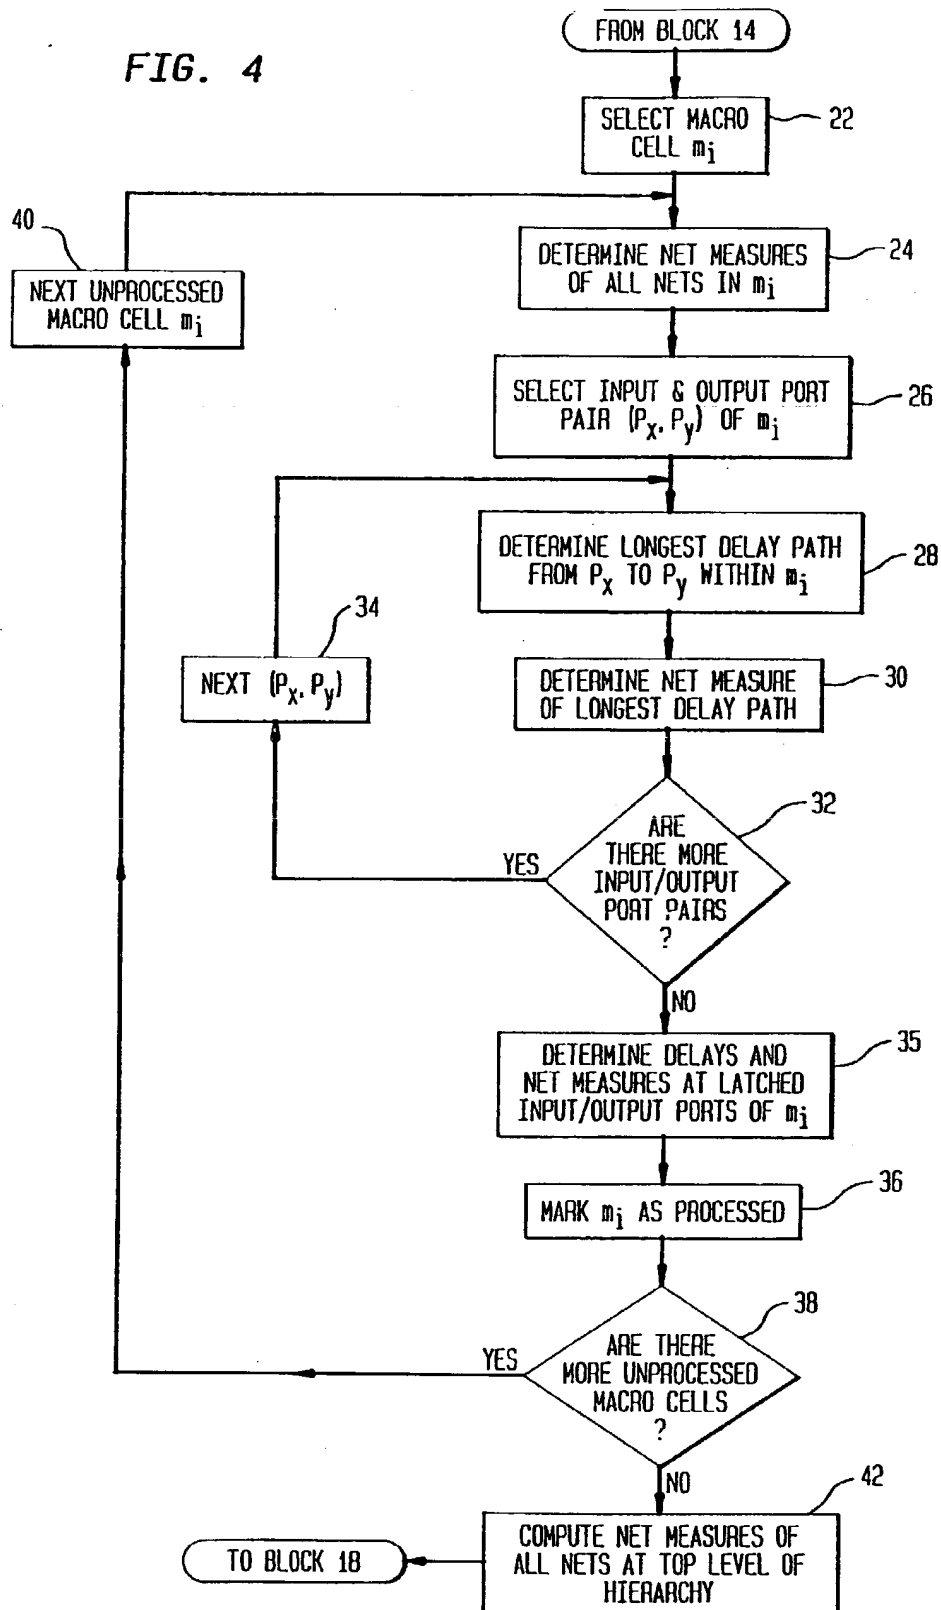 FROM BLOCK 14
FIG. 4
SELECT MACRO
CELL mi
22
40
NEXT UNPROCESSED
MACRO CELL mi
DETERMINE NET MEASURES
OF ALL NETS IN mi
24
SELECT INPUT & OUTPUT PORT
PAIR (Px, Py) OF mi
26
DETERMINE LONGEST DELAY PATH
FROM Px TO Py WITHIN mi
28
34
NEXT (Px, Py)
DETERMINE NET MEASURE
OF LONGEST DELAY PATH
30
32
ARE
THERE MORE
INPUT/OUTPUT
PORT PAIRS
?
YES
NO
DETERMINE DELAYS AND
NET MEASURES AT LATCHED
INPUT/OUTPUT PORTS OF mi
35
MARK mi AS PROCESSED
36
38
ARE THERE
MORE UNPROCESSED
MACRO CELLS
?
YES
NO
42
COMPUTE NET MEASURES OF
ALL NETS AT TOP LEVEL OF
HIERARCHY
TO BLOCK 18